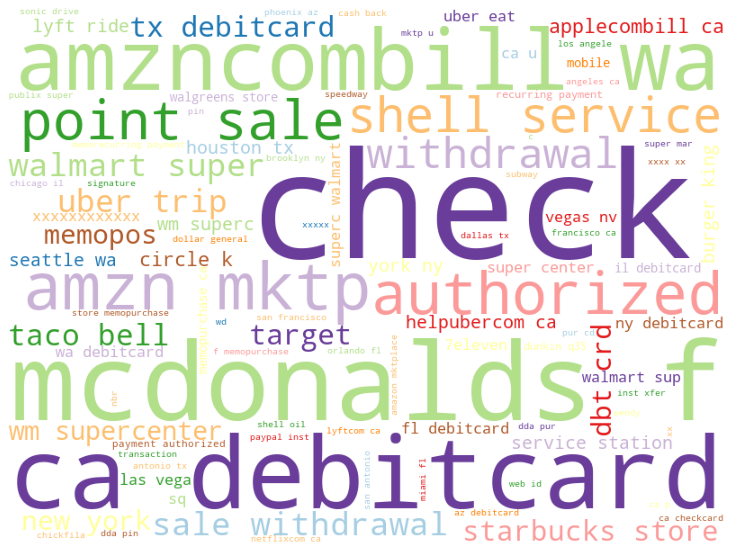 sonic drive
phoenix az
cash back
uber eat
applecombill ca
lyft ride
tx debitcard
mktp u
los angele
amzncombill wa
ca u
mobile
angeles ca
publix super
walgreens store
speedway
recurring payment
point sale
pin
shell service
houston tx
withdrawal
super mar
walmart super
brooklyn ny
superc walmart
xxxx xx
chicago il
signature
check
subway
burger king
uber trip
xxxxxxxxxxxx
wm superc
xxxxx
vegas nv
memopos
dollar general
dallas tx
francisco ca
seattle wa
circle k
york ny
super center
il debitcard
amzn mktp
authorized
store memopurchase
san francisco
helpubercom ca
taco bell
wd
target
pur cd
ny debitcard
wa debitcard
f memopurchase
orlando fl
7eleven
dunkin
amazon mktplace
dbt crd
walmart sup
mcdonalds f
nbr
inst xfer
wm supercenter
payment authorized
shell oil
lyftcom ca
fl debitcard
dda pur
service station
transaction
paypal inst
antonio tx
las vega
san antonio
miami fl
web id
xx
ca debitcard
sq
new york
dda pin
chickfila
sale withdrawal
netflixcom ca
az debitcard
starbucks store
ca checkcard